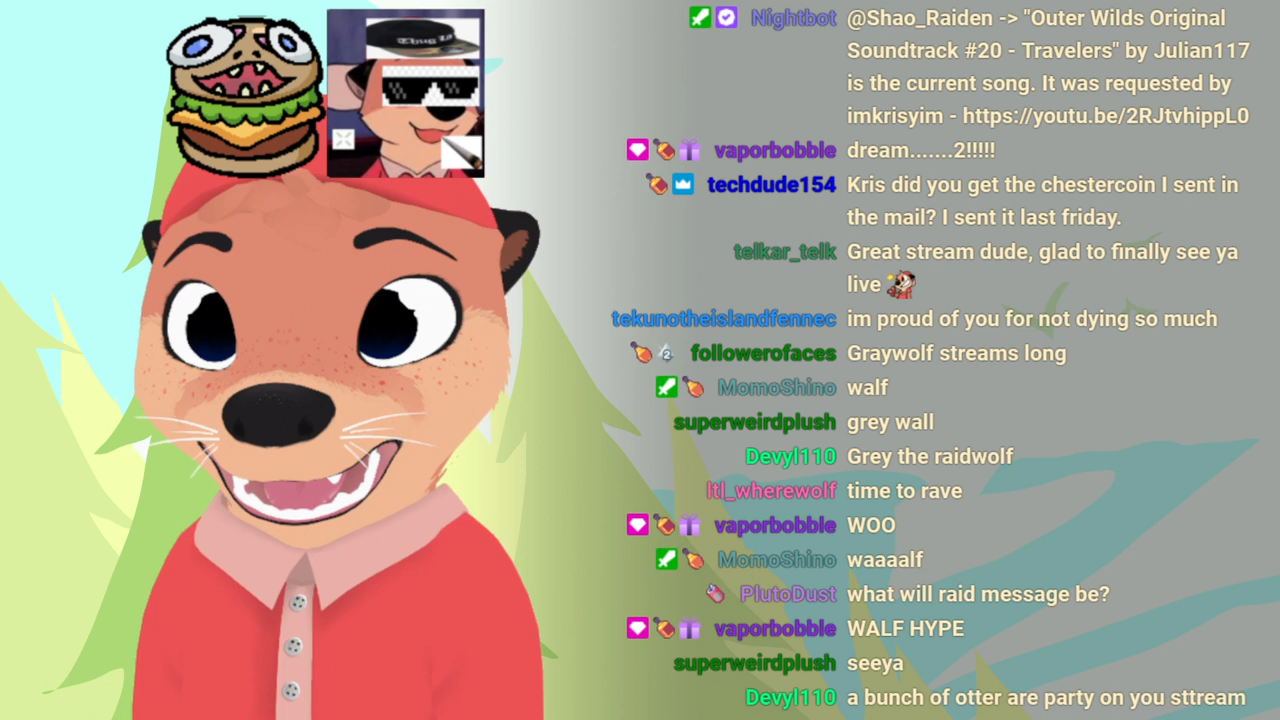 Nightbot @Shao_Raiden -> "Outer Wilds Original
Soundtrack #20 - Travelers" by Julian117
is the current song. It was requested by
imkrisyim - https://youtu.be/2RJtvhippL0
vaporbobble dream.......2!!!!!
techdude154 Kris did you get the chestercoin I sent in
the mail? I sent it last friday.
telkar_telk Great stream dude, glad to finally see ya
live
tekunotheislandfennec im proud of you for not dying so much
2 followerofaces Graywolf streams long
MomoShino walf
superweirdplush grey wall
Devyl110 Grey the raidwolf
ltl_wherewolf time to rave
vaporbobble WOO
MomoShino waaaalf
PlutoDust what will raid message be?
vaporbobble WALF HYPE
superweirdplush seeya
Devyl110 a bunch of otter are party on you sttream